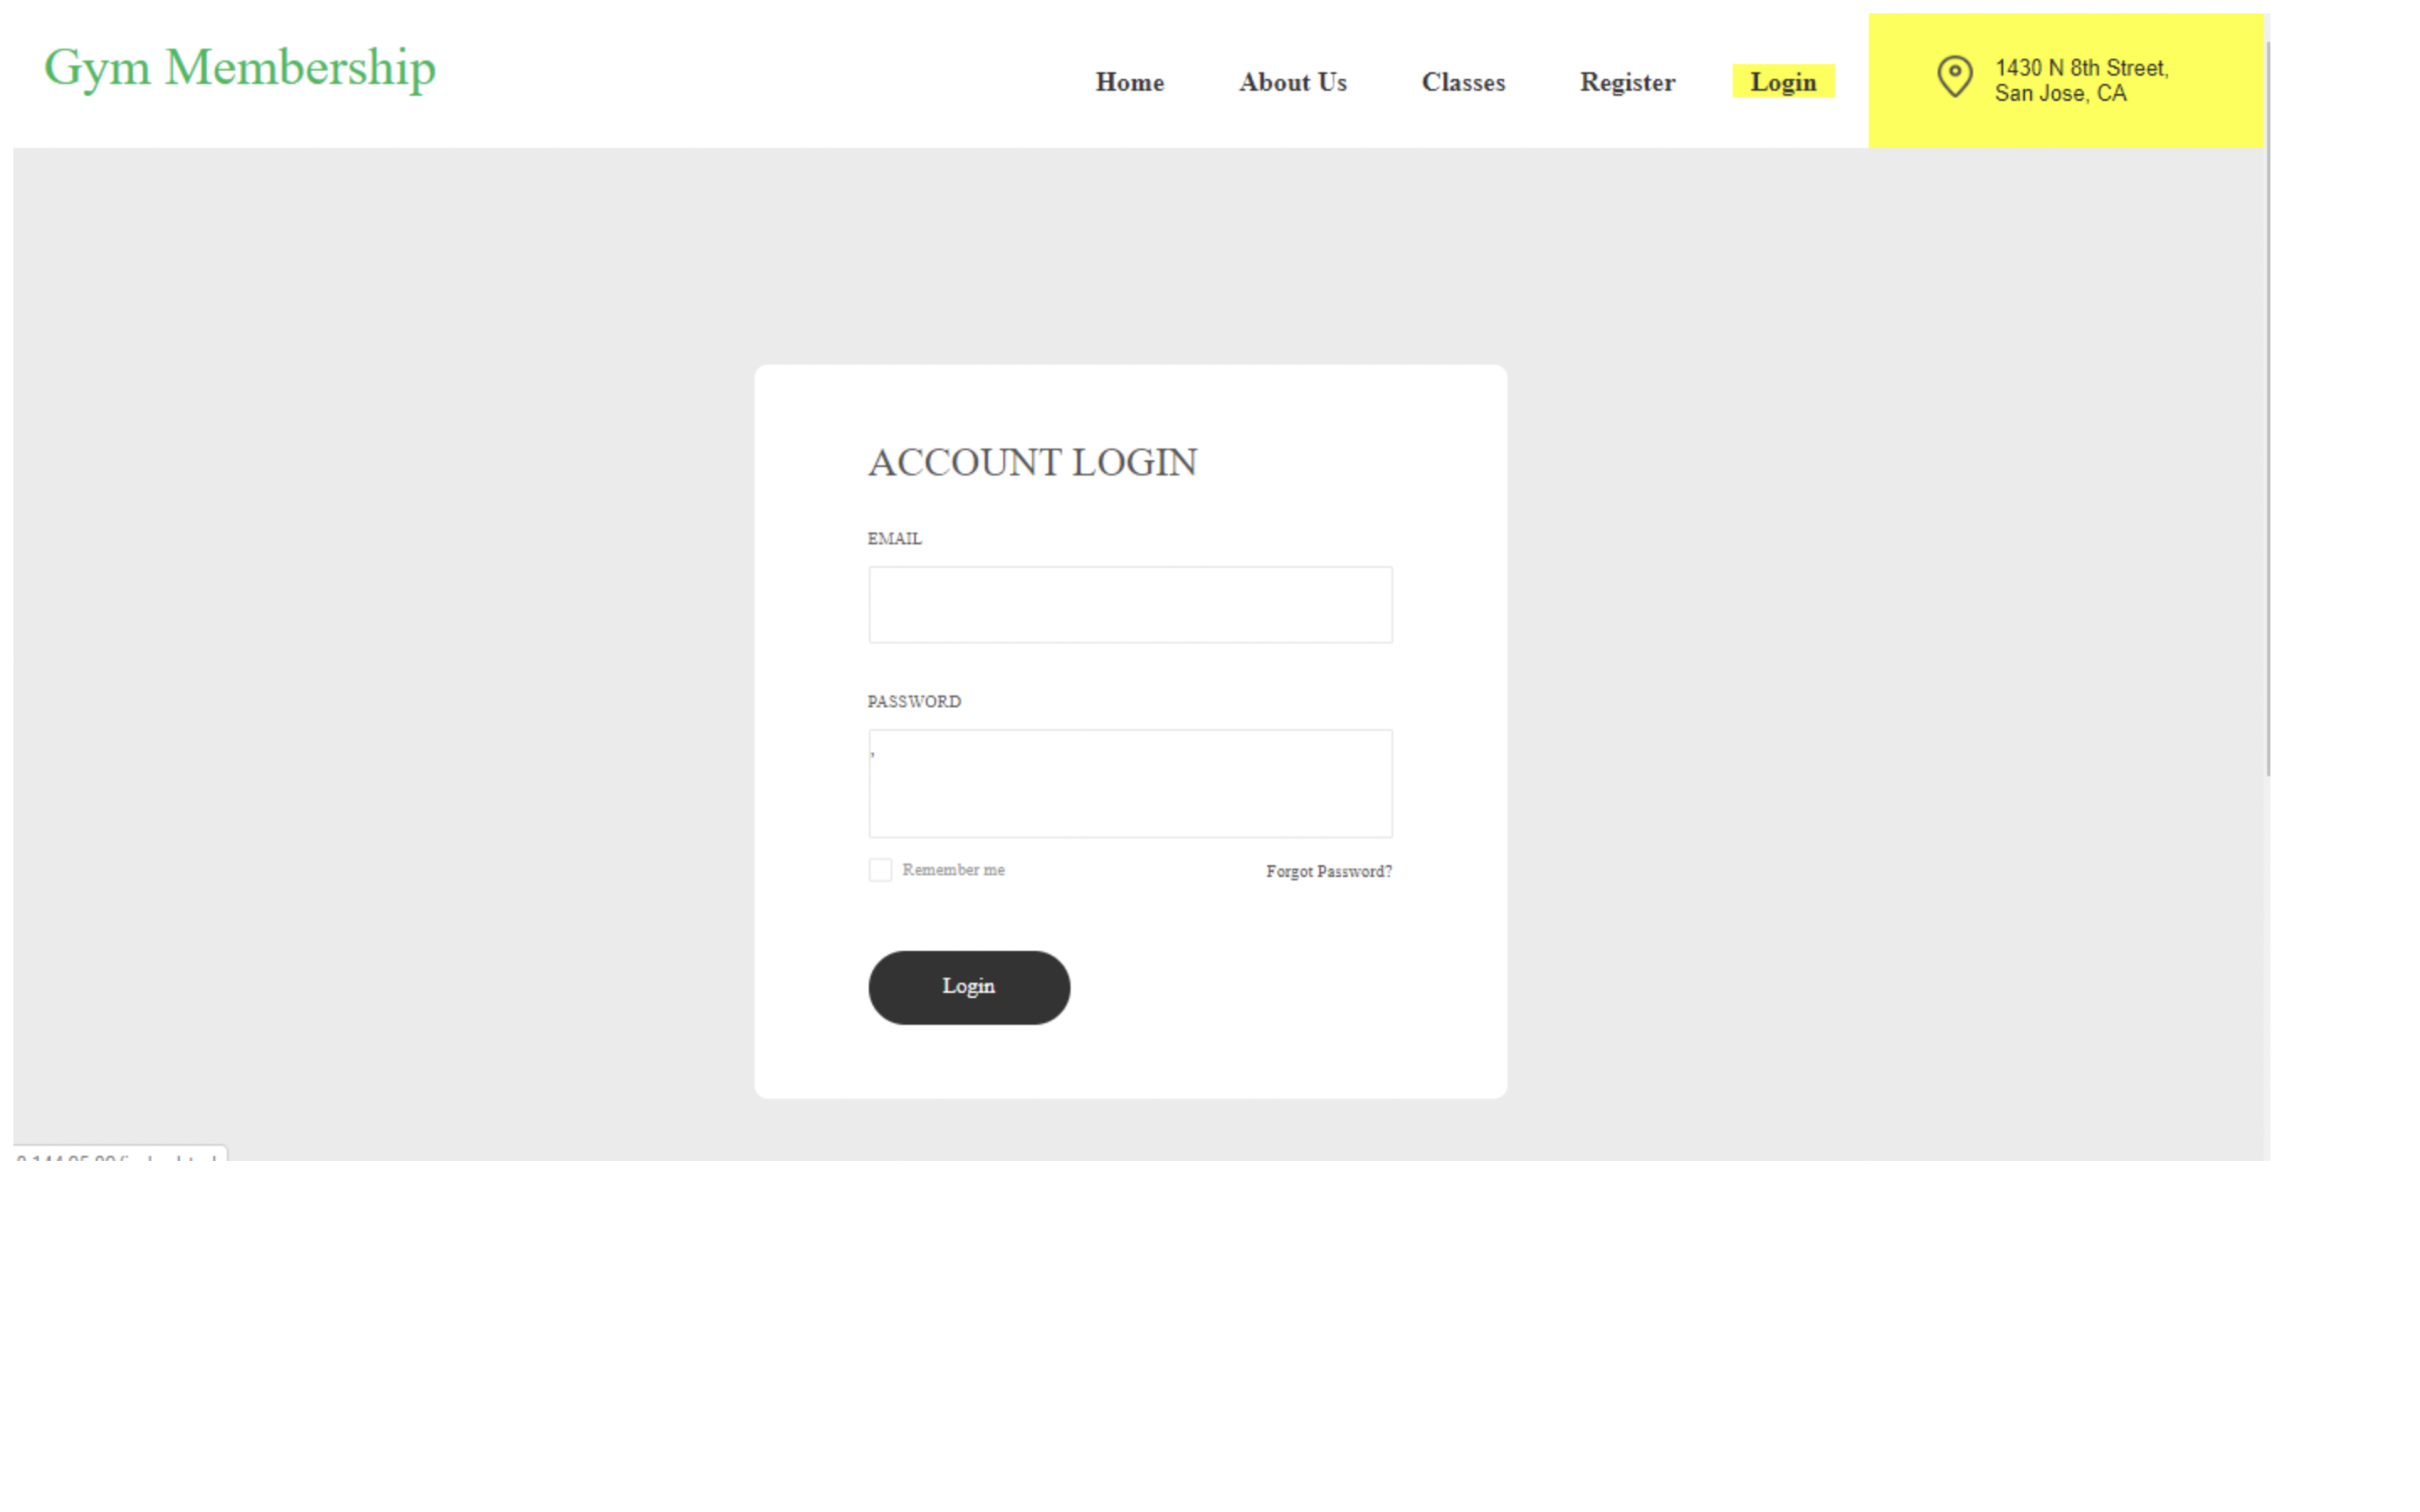 Gym Membership
Home About Us Classes Register Login
1430 N 8th Street,
San Jose, CA
ACCOUNT LOGIN
EMAIL
PASSWORD
,
Remember me Forgot Password?
Login